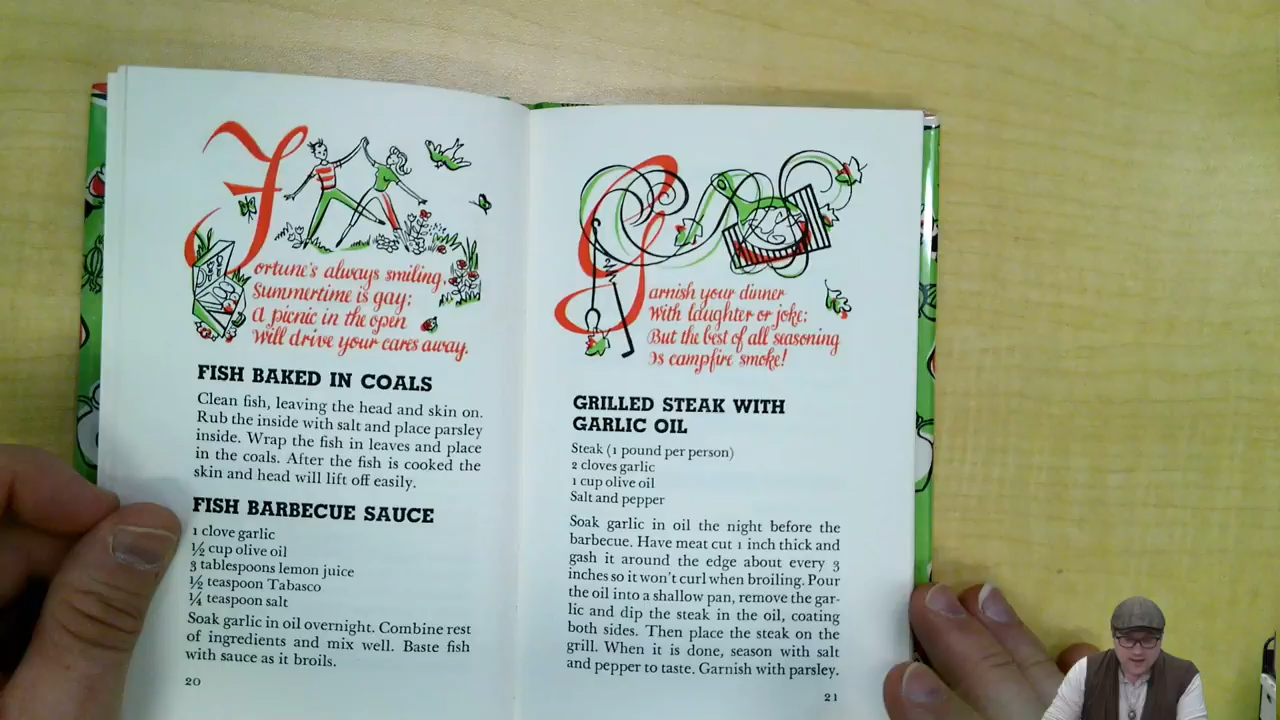 Fortune's always smiling,
Summertime is gay;
A picnic in the open
Will drive your cares away.
FISH BAKED IN COALS
Clean fish, leaving the head and skin on.
Rub the inside with salt and place parsley
inside. Wrap the fish in leaves and place
in the coals. After the fish is cooked the
skin and head will lift off easily.
FISH BARBECUE SAUCE
1 clove garlic
½ cup olive oil
3 tablespoons lemon juice
½ teaspoon Tabasco
¼ teaspoon salt
Soak garlic in oil overnight. Combine rest
of ingredients and mix well. Baste fish
with sauce as it broils.
20
Garnish your dinner
With laughter or joke;
But the best of all seasoning
Is campfire smoke!
GRILLED STEAK WITH
GARLIC OIL
Steak (1 pound per person)
2 cloves garlic
1 cup olive oil
Salt and pepper
Soak garlic in oil the night before the
barbecue. Have meat cut 1 inch thick and
gash it around the edge about every 3
inches so it won't curl when broiling. Pour
the oil into a shallow pan, remove the gar-
lic and dip the steak in the oil, coating
both sides. Then place the steak on the
grill. When it is done, season with salt
and pepper to taste. Garnish with parsley.
21